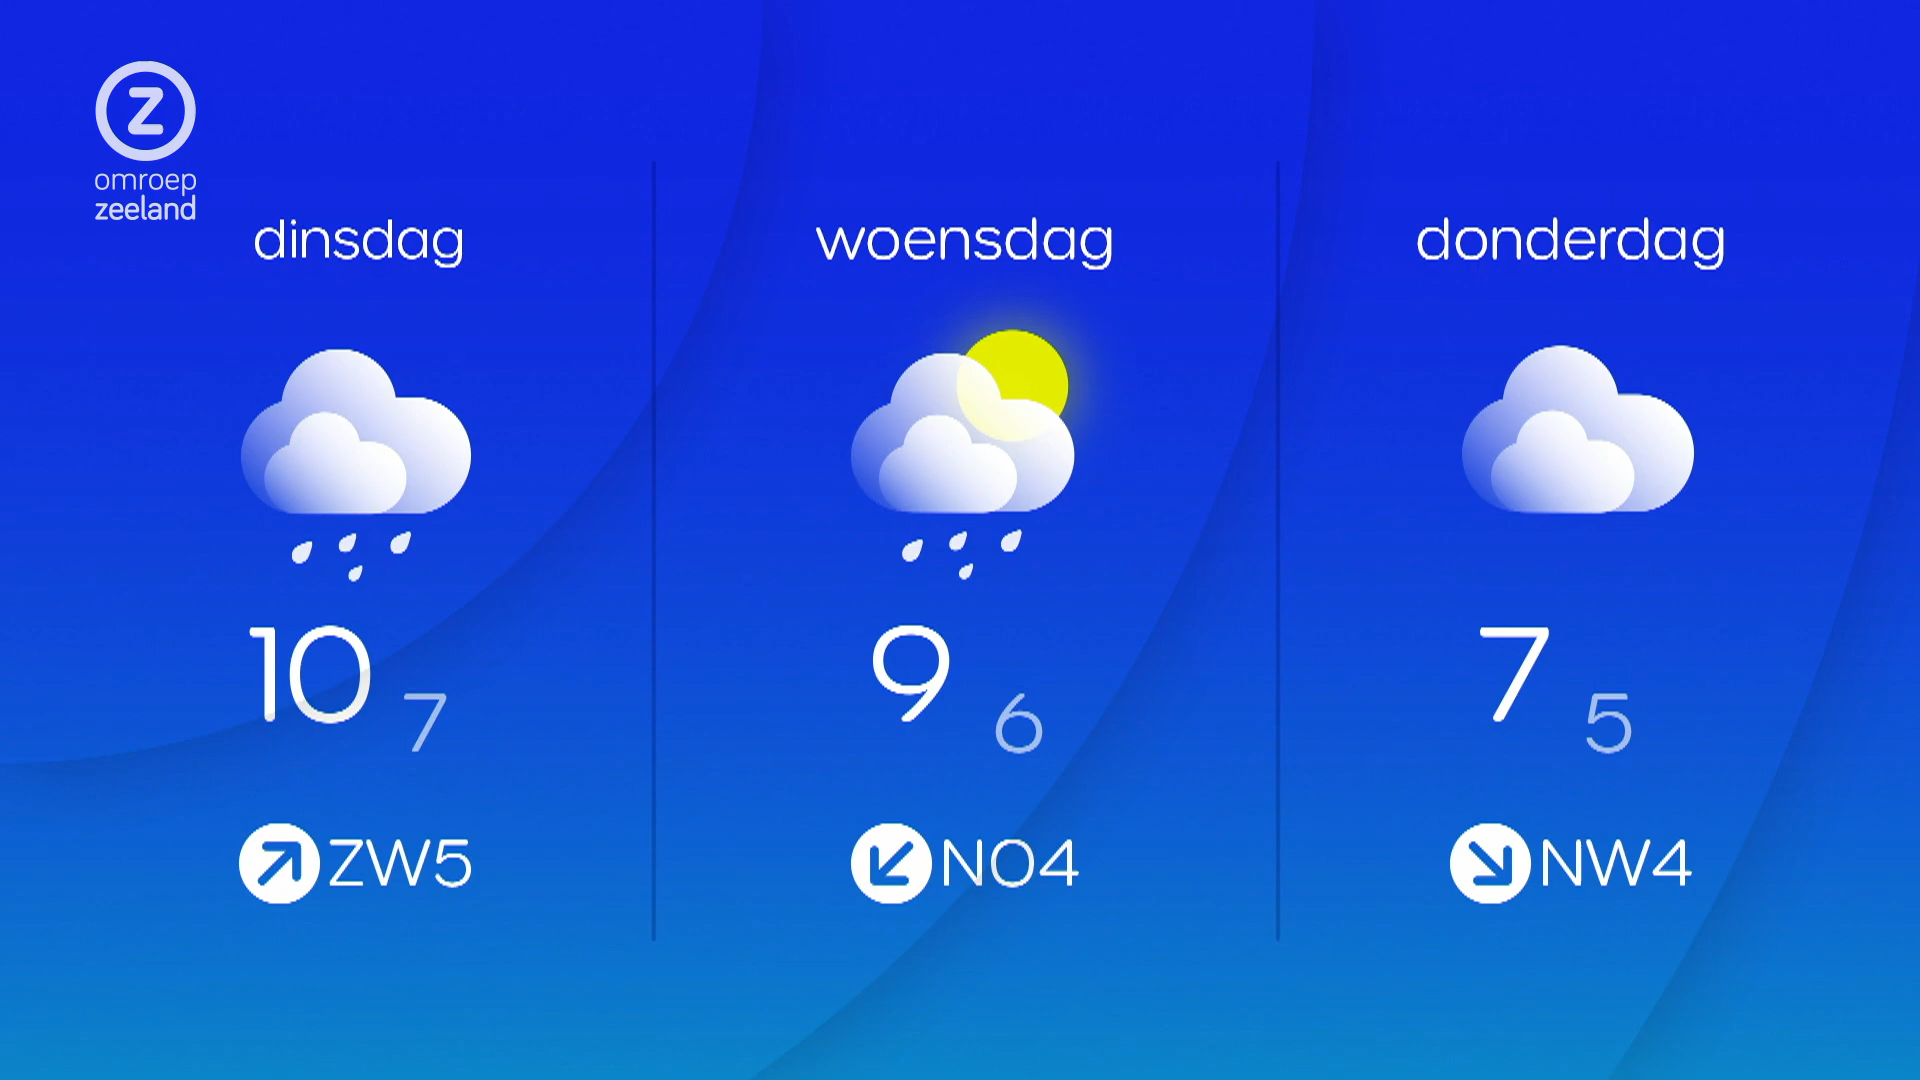 Z
omroep
zeeland
dinsdag
woensdag
donderdag
10 7
9 6
7 5
ZW5
NO4
NW4